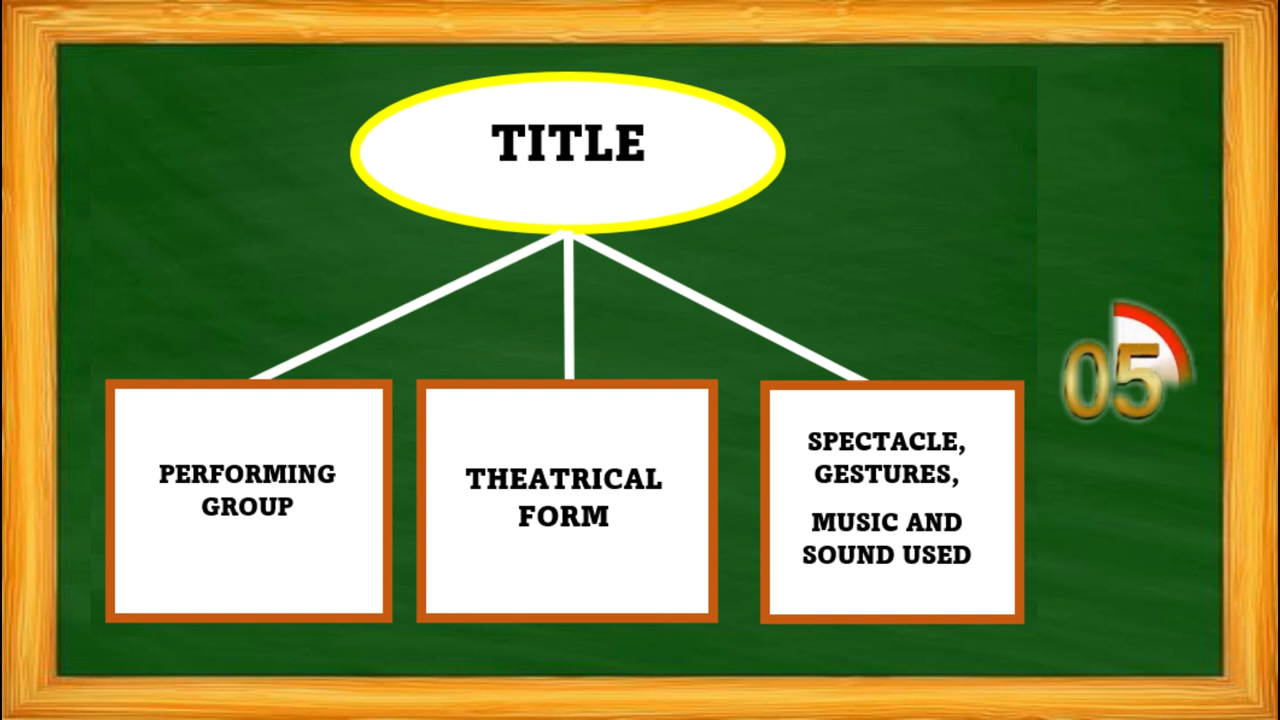 TITLE
PERFORMING
GROUP
THEATRICAL
FORM
SPECTACLE,
GESTURES,
MUSIC AND
SOUND USED
05